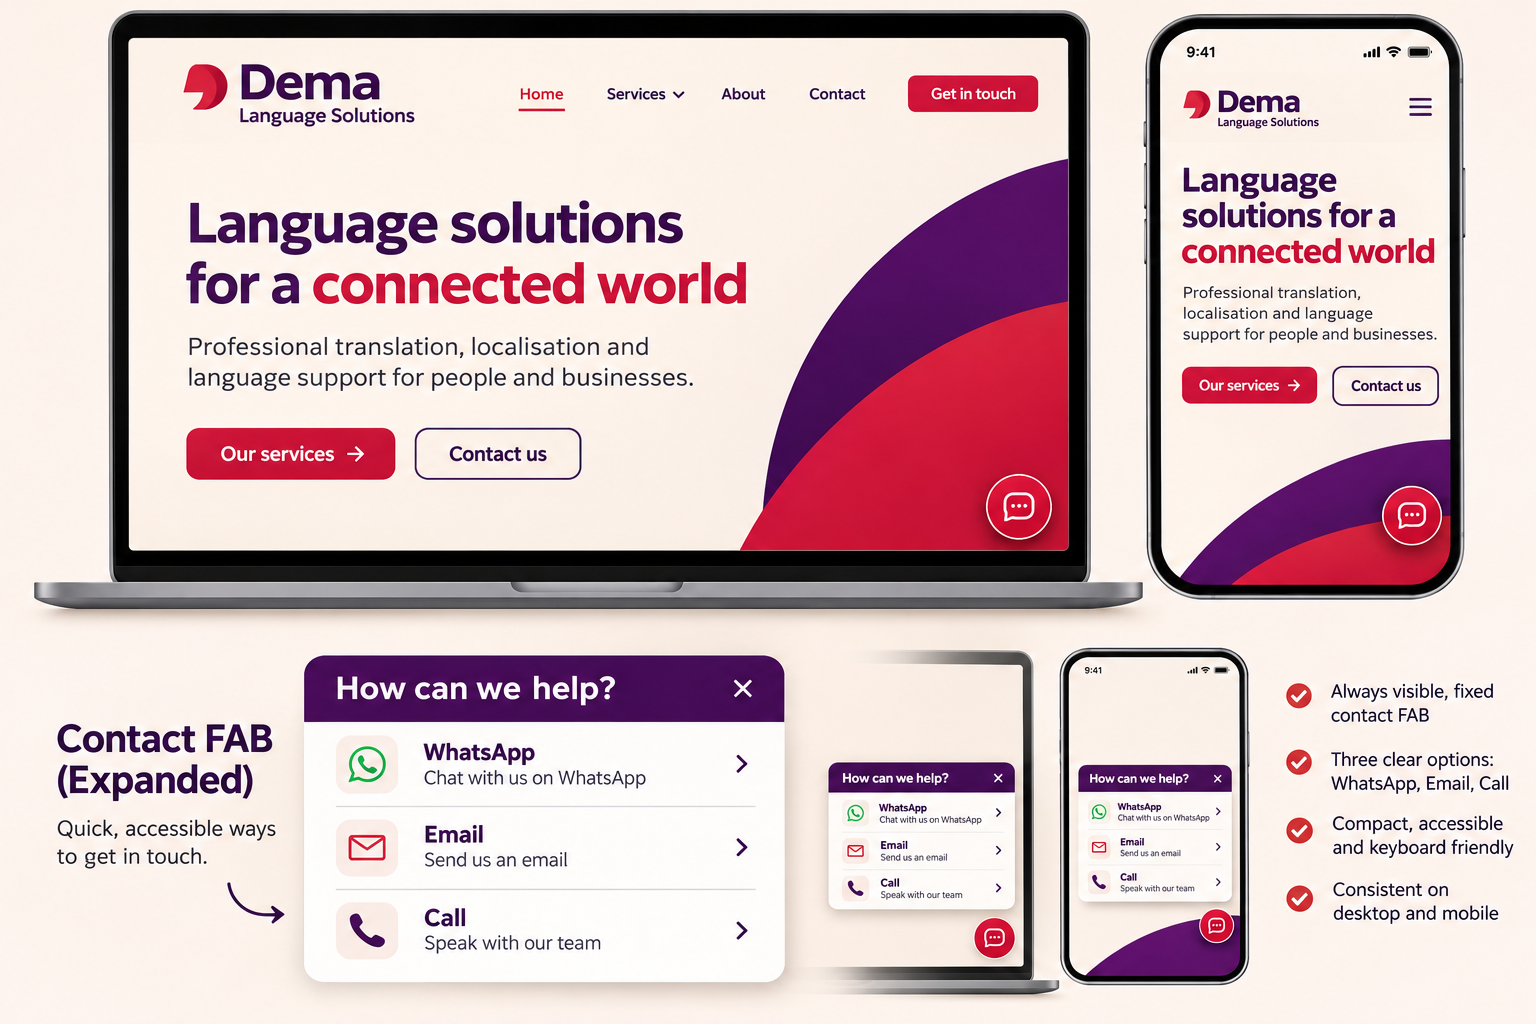 Dema
Language Solutions
Home
Services
About
Contact
Get in touch
Language solutions
for a connected world
Professional translation, localisation and
language support for people and businesses.
Our services →
Contact us
9:41
Dema
Language Solutions
Language
solutions for a
connected world
Professional translation,
localisation and language
support for people and businesses.
Our services →
Contact us
Contact FAB
(Expanded)
Quick, accessible ways
to get in touch.
How can we help?
WhatsApp
Chat with us on WhatsApp
Email
Send us an email
Call
Speak with our team
How can we help?
WhatsApp
Chat with us on WhatsApp
Email
Send us an email
Call
Speak with our team
9:41
How can we help?
WhatsApp
Chat with us on WhatsApp
Email
Send us an email
Call
Speak with our team
Always visible, fixed
contact FAB
Three clear options:
WhatsApp, Email, Call
Compact, accessible
and keyboard friendly
Consistent on
desktop and mobile